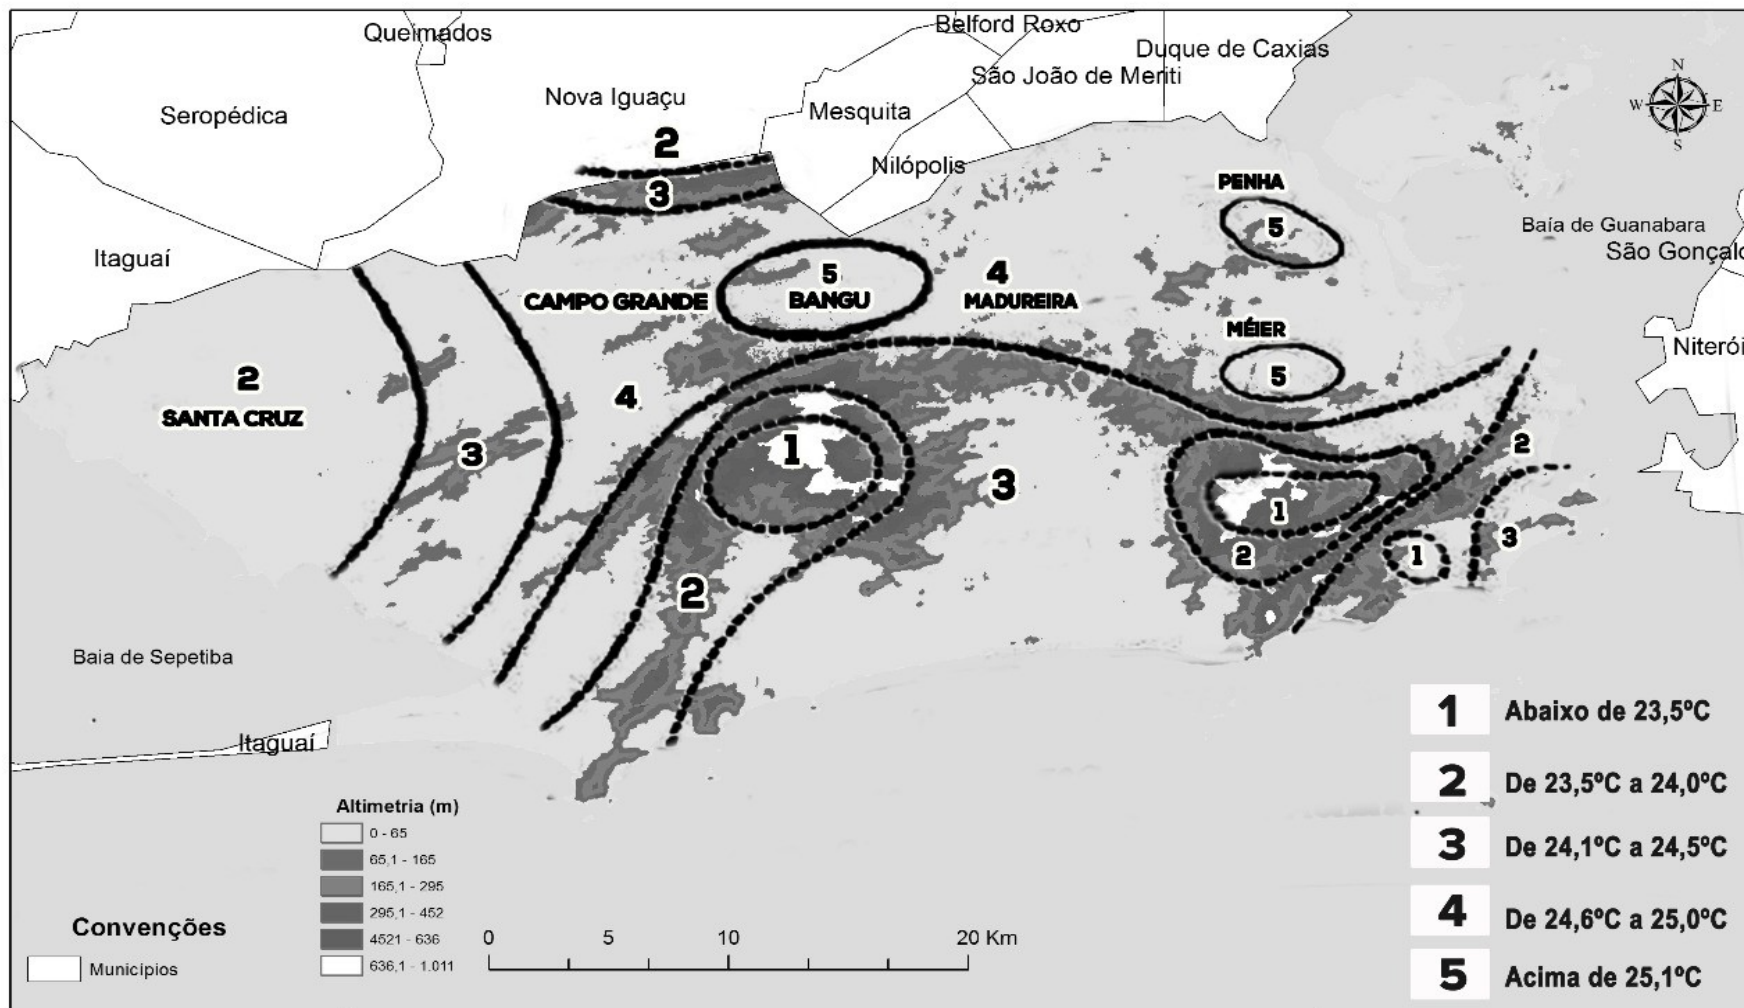 Belford Roxo
Queimados
Duque de Caxias
São João de Meriti
N
W E
S
Nova Iguaçu
Mesquita
Seropédica
2
Nilópolis
3
PENHA
5
Baía de Guanabara
São Gonçalo
Itaguaí
5
4
CAMPO GRANDE
BANGU
MADUREIRA
MÉIER
Niterói
2
5
4
SANTA CRUZ
1
2
3
3
1
3
2
1
2
Baia de Sepetiba
Itaguaí
1 Abaixo de 23,5ºC
2 De 23,5ºC a 24,0ºC
3 De 24,1ºC a 24,5ºC
4 De 24,6ºC a 25,0ºC
5 Acima de 25,1ºC
Altimetria (m)
0 - 65
65,1 - 165
165,1 - 295
295,1 - 452
4521 - 636
636,1 - 1.011
Convenções
Municípios
0 5 10 20 Km